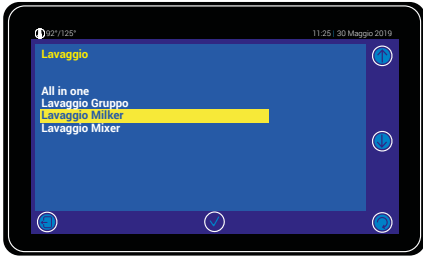 92°/125°
11:25 | 30 Maggio 2019
Lavaggio
All in one
Lavaggio Gruppo
Lavaggio Milker
Lavaggio Mixer